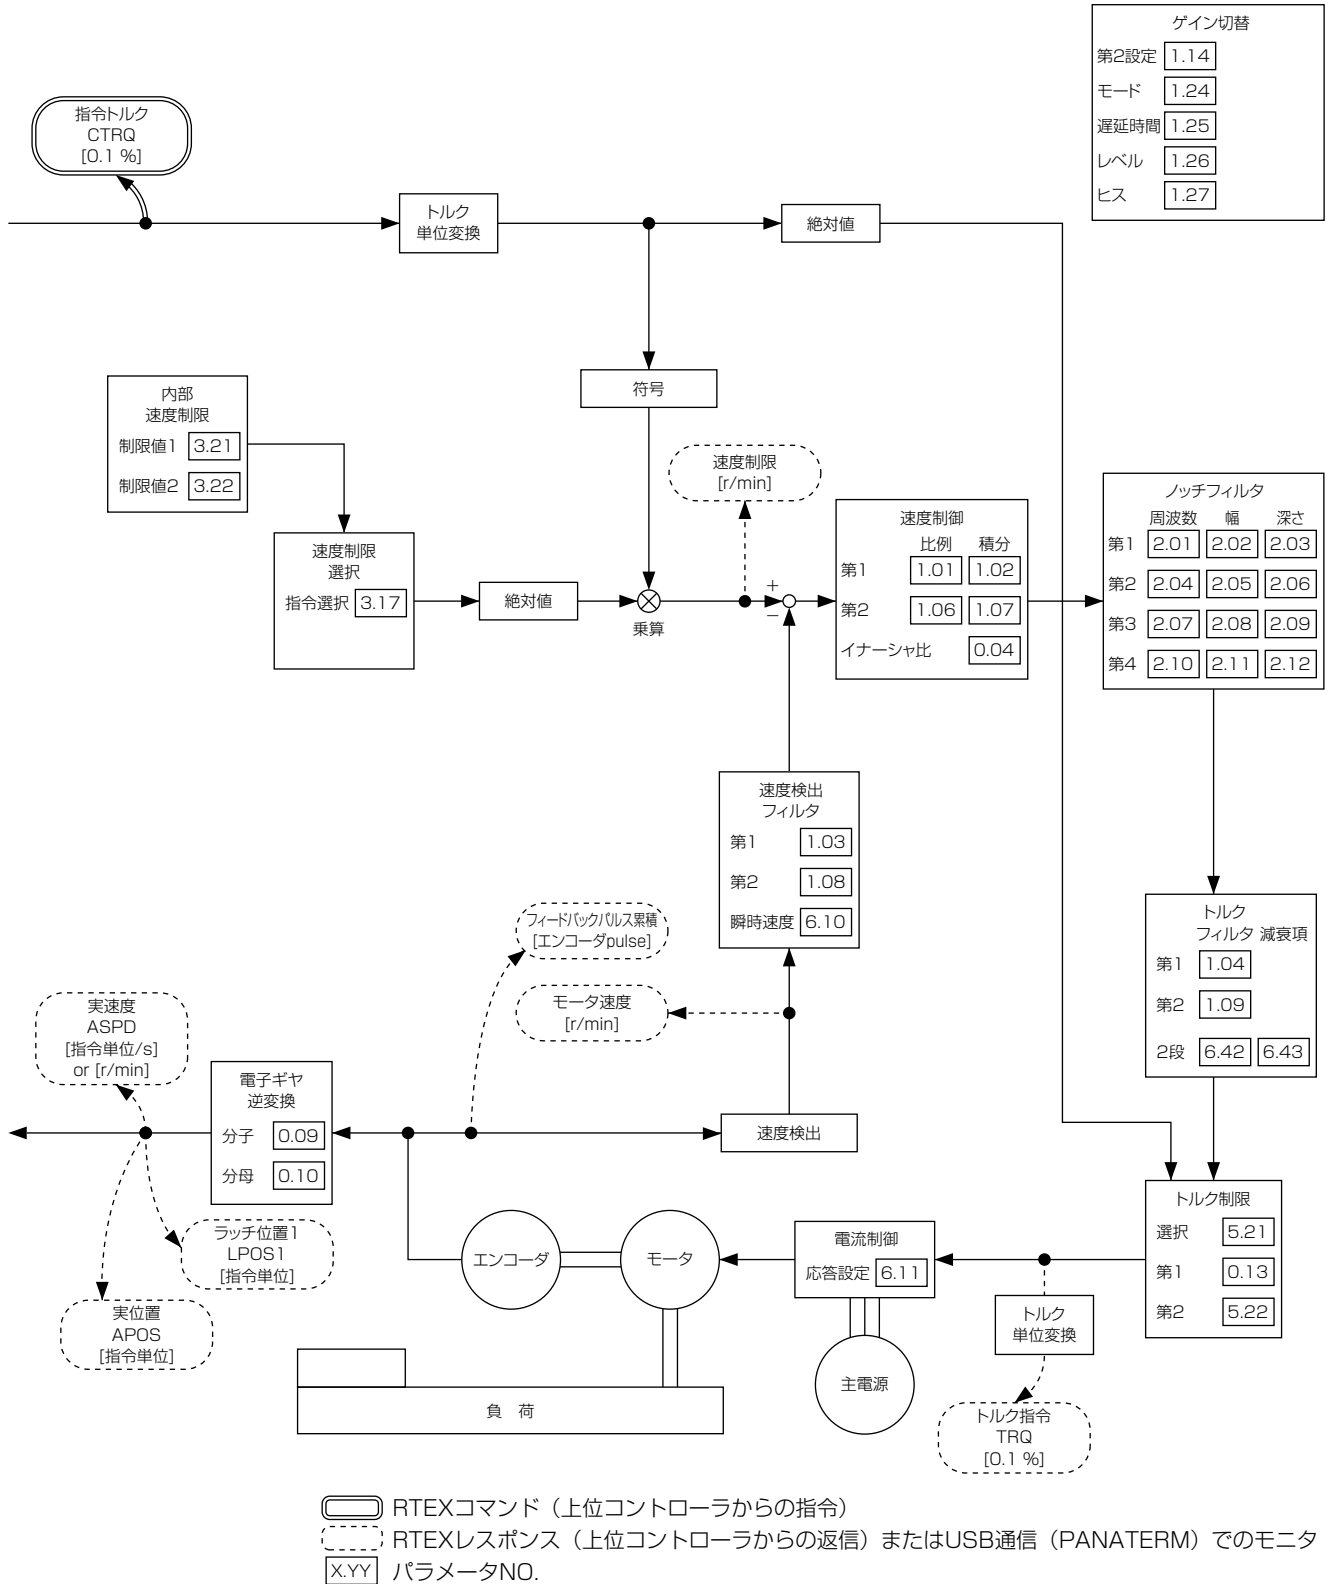 ゲイン切替
第2設定 1.14
モード 1.24
遅延時間 1.25
レベル 1.26
ヒス 1.27
指令トルク
CTRQ
[0.1 %]
トルク
単位変換
絶対値
符号
内部
速度制限
制限値1 3.21
制限値2 3.22
速度制限
[r/min]
速度制限
選択
指令選択 3.17
絶対値
乗算
+
−
速度制御
比例 積分
第1 1.01 1.02
第2 1.06 1.07
イナーシャ比 0.04
ノッチフィルタ
周波数 幅 深さ
第1 2.01 2.02 2.03
第2 2.04 2.05 2.06
第3 2.07 2.08 2.09
第4 2.10 2.11 2.12
速度検出
フィルタ
第1 1.03
第2 1.08
瞬時速度 6.10
トルク
フィルタ 減衰項
第1 1.04
第2 1.09
2段 6.42 6.43
フィードバックパルス累積
[エンコーダpulse]
モータ速度
[r/min]
実速度
ASPD
[指令単位/s]
or [r/min]
電子ギヤ
逆変換
分子 0.09
分母 0.10
速度検出
ラッチ位置1
LPOS1
[指令単位]
実位置
APOS
[指令単位]
エンコーダ
モータ
電流制御
応答設定 6.11
トルク制限
選択 5.21
第1 0.13
第2 5.22
トルク
単位変換
主電源
負 荷
トルク指令
TRQ
[0.1 %]
RTEXコマンド（上位コントローラからの指令）
RTEXレスポンス（上位コントローラからの返信）またはUSB通信（PANATERM）でのモニタ
X.YY パラメータNO.